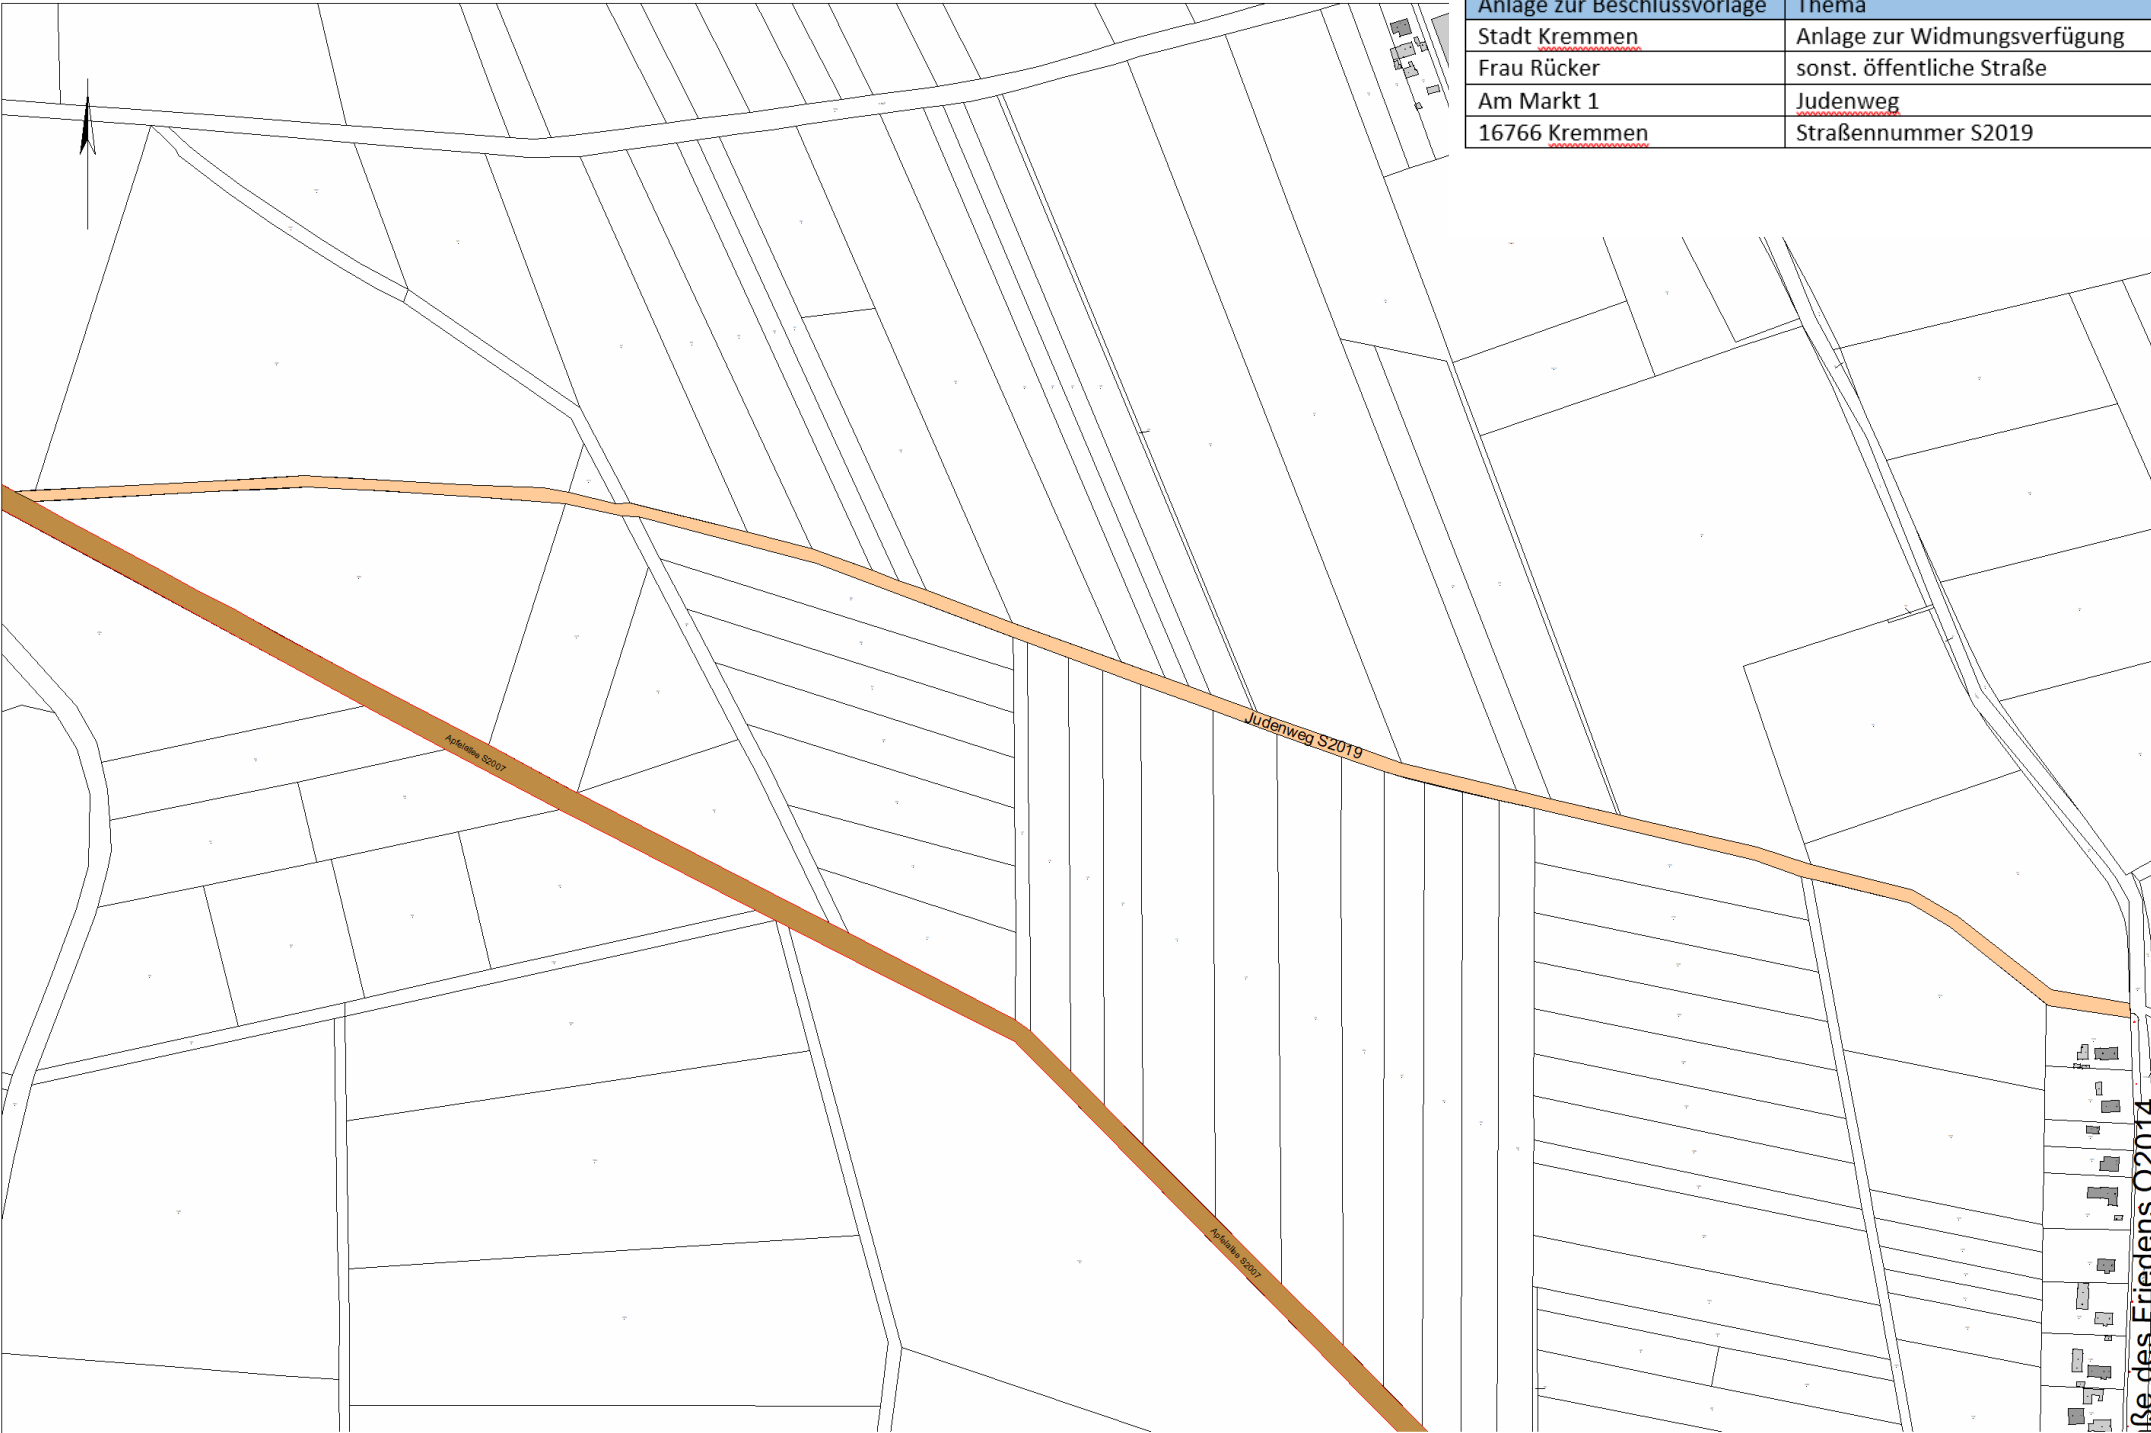 Anlage zur Beschlussvorlage Thema
Stadt Kremmen Anlage zur Widmungsverfügung
Frau Rücker sonst. öffentliche Straße
Am Markt 1 Judenweg
16766 Kremmen Straßennummer S2019
Judenweg S2019
Apfelallee S2007
Apfelallee S2007
ße des Friedens O2014